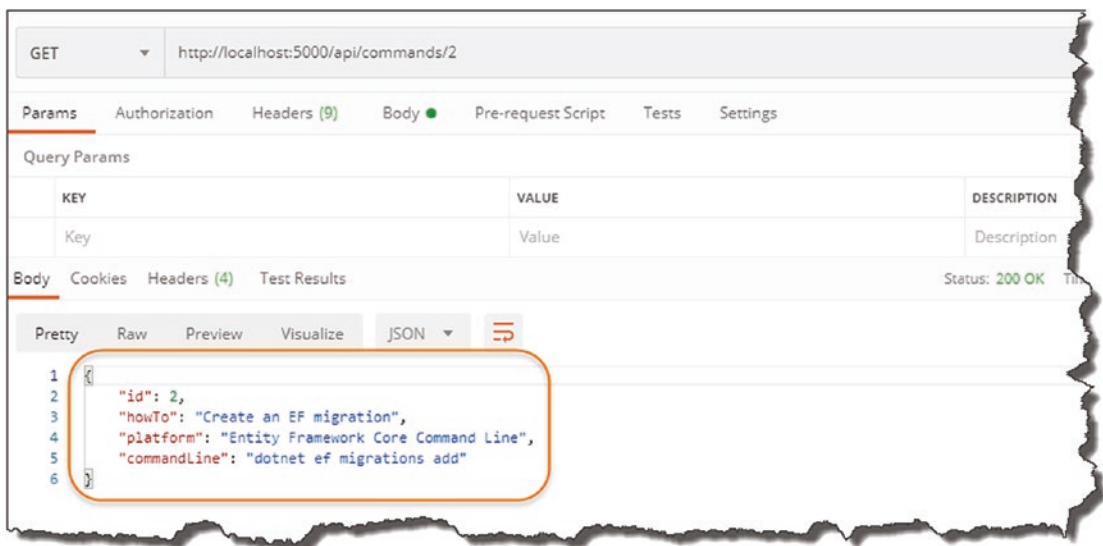 GET http://localhost:5000/api/commands/2
Params Authorization Headers (9) Body Pre-request Script Tests Settings
Query Params
KEY VALUE DESCRIPTION
Key Value Description
Body Cookies Headers (4) Test Results Status: 200 OK
Pretty Raw Preview Visualize JSON
1 {
2 "id": 2,
3 "howTo": "Create an EF migration",
4 "platform": "Entity Framework Core Command Line",
5 "commandLine": "dotnet ef migrations add"
6 }